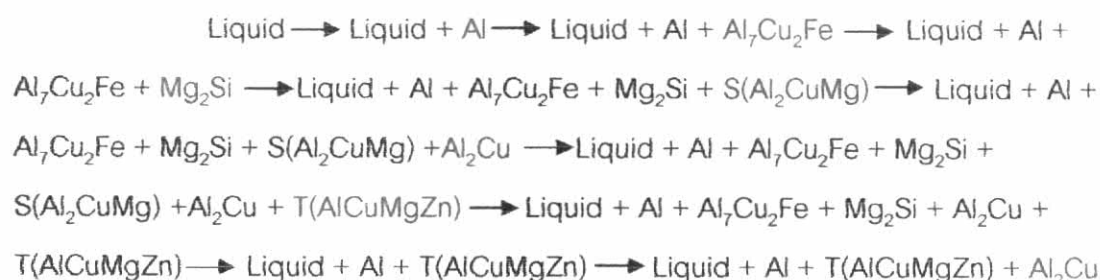 Liquid → Liquid + Al → Liquid + Al + Al₇Cu₂Fe → Liquid + Al +
Al₇Cu₂Fe + Mg₂Si → Liquid + Al + Al₇Cu₂Fe + Mg₂Si + S(Al₂CuMg) → Liquid + Al +
Al₇Cu₂Fe + Mg₂Si + S(Al₂CuMg) +Al₂Cu → Liquid + Al + Al₇Cu₂Fe + Mg₂Si +
S(Al₂CuMg) +Al₂Cu + T(AlCuMgZn) → Liquid + Al + Al₇Cu₂Fe + Mg₂Si + Al₂Cu +
T(AlCuMgZn) → Liquid + Al + T(AlCuMgZn) → Liquid + Al + T(AlCuMgZn) + Al₂Cu